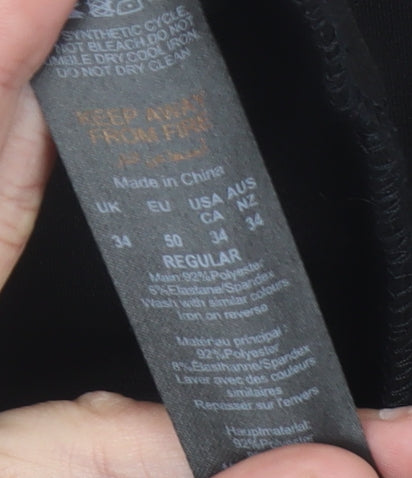 SYNTHETIC CYCLE
NOT BLEACH DO NOT
TUMBLE DRY COOL IRON
DO NOT DRY CLEAN
KEEP AWAY
FROM FIRE
Made in China
UK EU USA AUS
CA NZ
34 50 34 34
REGULAR
Main:92%Polyester
8%Elastane/Spandex
Wash with similar colours
Iron on reverse
Matériau principal :
92%Polyester
8%Élasthanne/Spandex
Laver avec des couleurs
similaires
Repasser sur l'envers
Hauptmaterial:
92%Polyester